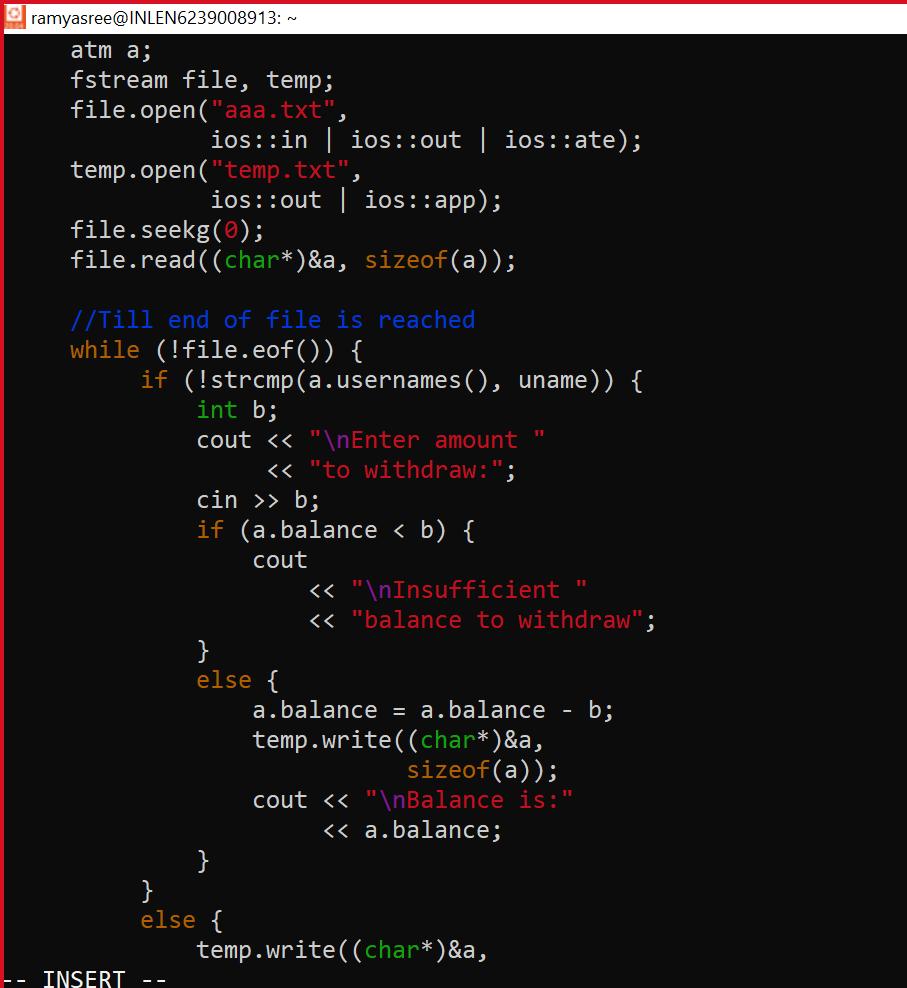 ramyasree@INLEN6239008913: ~
atm a;
fstream file, temp;
file.open("aaa.txt",
ios::in | ios::out | ios::ate);
temp.open("temp.txt",
ios::out | ios::app);
file.seekg(0);
file.read((char*)&a, sizeof(a));
//Till end of file is reached
while (!file.eof()) {
if (!strcmp(a.usernames(), uname)) {
int b;
cout << "\nEnter amount "
<< "to withdraw:";
cin >> b;
if (a.balance < b) {
cout
<< "\nInsufficient "
<< "balance to withdraw";
}
else {
a.balance = a.balance - b;
temp.write((char*)&a,
sizeof(a));
cout << "\nBalance is:"
<< a.balance;
}
}
else {
temp.write((char*)&a,
-- INSERT --